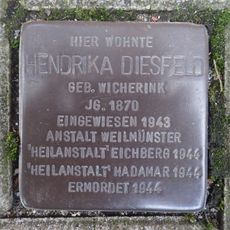 HIER WOHNTE
HENDRIKA DIESFELD
GEB. WICHERINK
JG. 1870
EINGEWIESEN 1943
ANSTALT WEILMÜNSTER
'HEILANSTALT' EICHBERG 1944
'HEILANSTALT' HADAMAR 1944
ERMORDET 1944